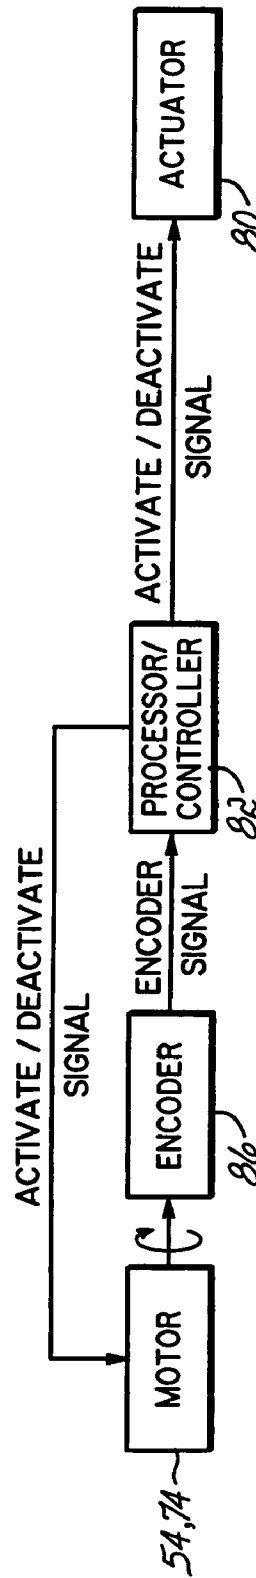 ACTIVATE / DEACTIVATE
SIGNAL
MOTOR
54,74
ENCODER
86
ENCODER
SIGNAL
PROCESSOR/
CONTROLLER
82
ACTIVATE / DEACTIVATE
SIGNAL
ACTUATOR
80